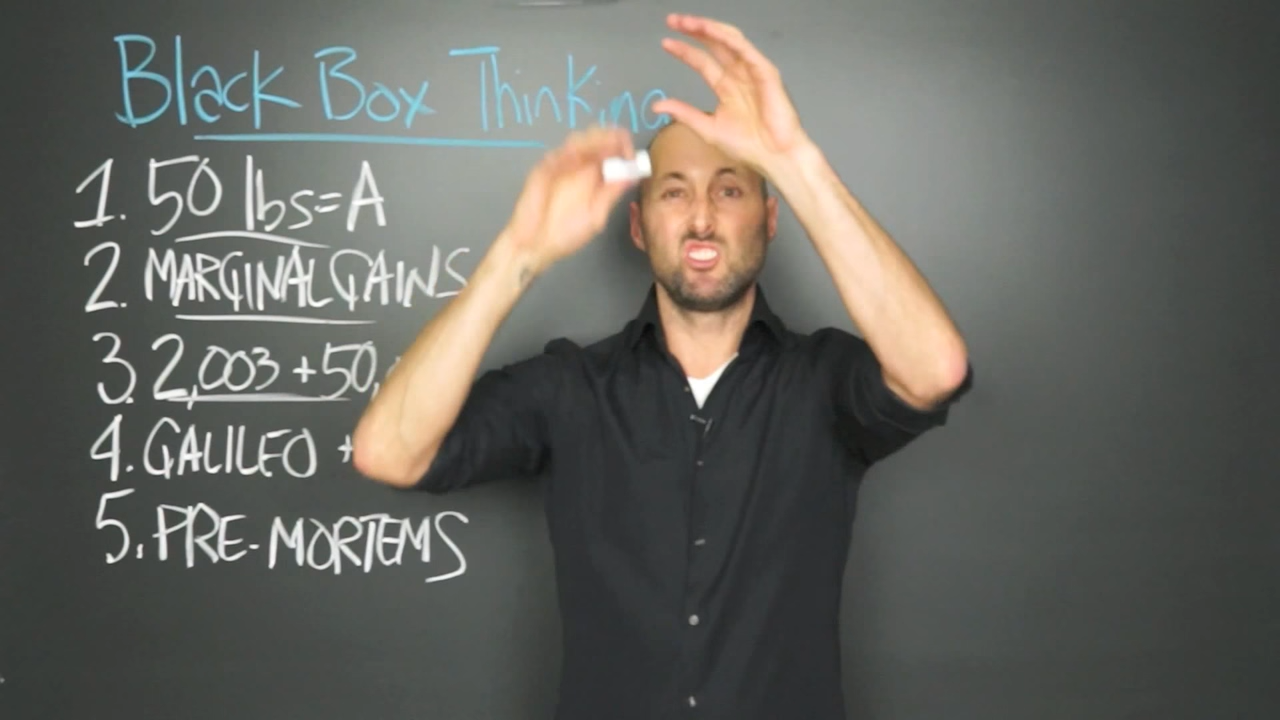 Black Box Thinking
1. 50 lbs=A
2. MARGINAL GAINS
3. 2,003 +50,
4. GALILEO +
5. PRE-MORTEMS